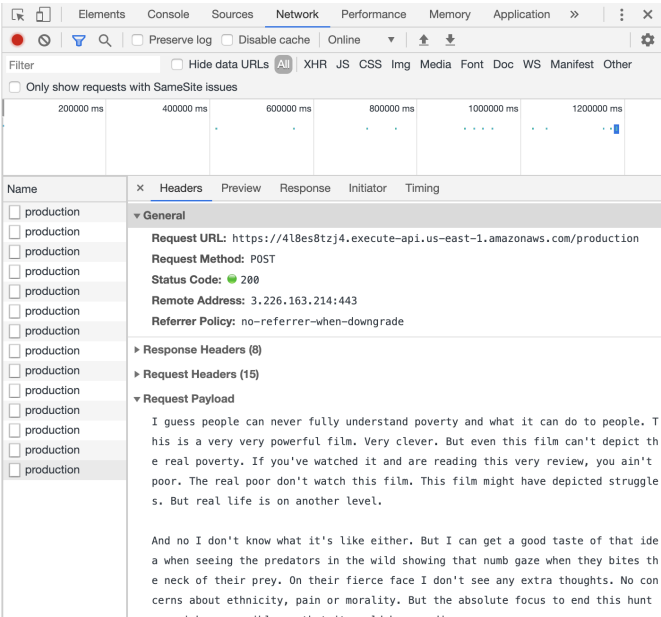 Elements Console Sources Network Performance Memory Application »
Preserve log Disable cache Online
Filter Hide data URLs All XHR JS CSS Img Media Font Doc WS Manifest Other
Only show requests with SameSite issues
200000 ms 400000 ms 600000 ms 800000 ms 1000000 ms 1200000 ms
Name × Headers Preview Response Initiator Timing
production
production
production
production
production
production
production
production
production
production
production
production
production
production
General
Request URL: https://4l8es8tzj4.execute-api.us-east-1.amazonaws.com/production
Request Method: POST
Status Code: 200
Remote Address: 3.226.163.214:443
Referrer Policy: no-referrer-when-downgrade
Response Headers (8)
Request Headers (15)
Request Payload
I guess people can never fully understand poverty and what it can do to people. T
his is a very very powerful film. Very clever. But even this film can't depict th
e real poverty. If you've watched it and are reading this very review, you ain't
poor. The real poor don't watch this film. This film might have depicted struggle
s. But real life is on another level.
And no I don't know what it's like either. But I can get a good taste of that ide
a when seeing the predators in the wild showing that numb gaze when they bites th
e neck of their prey. On their fierce face I don't see any extra thoughts. No con
cerns about ethnicity, pain or morality. But the absolute focus to end this hunt